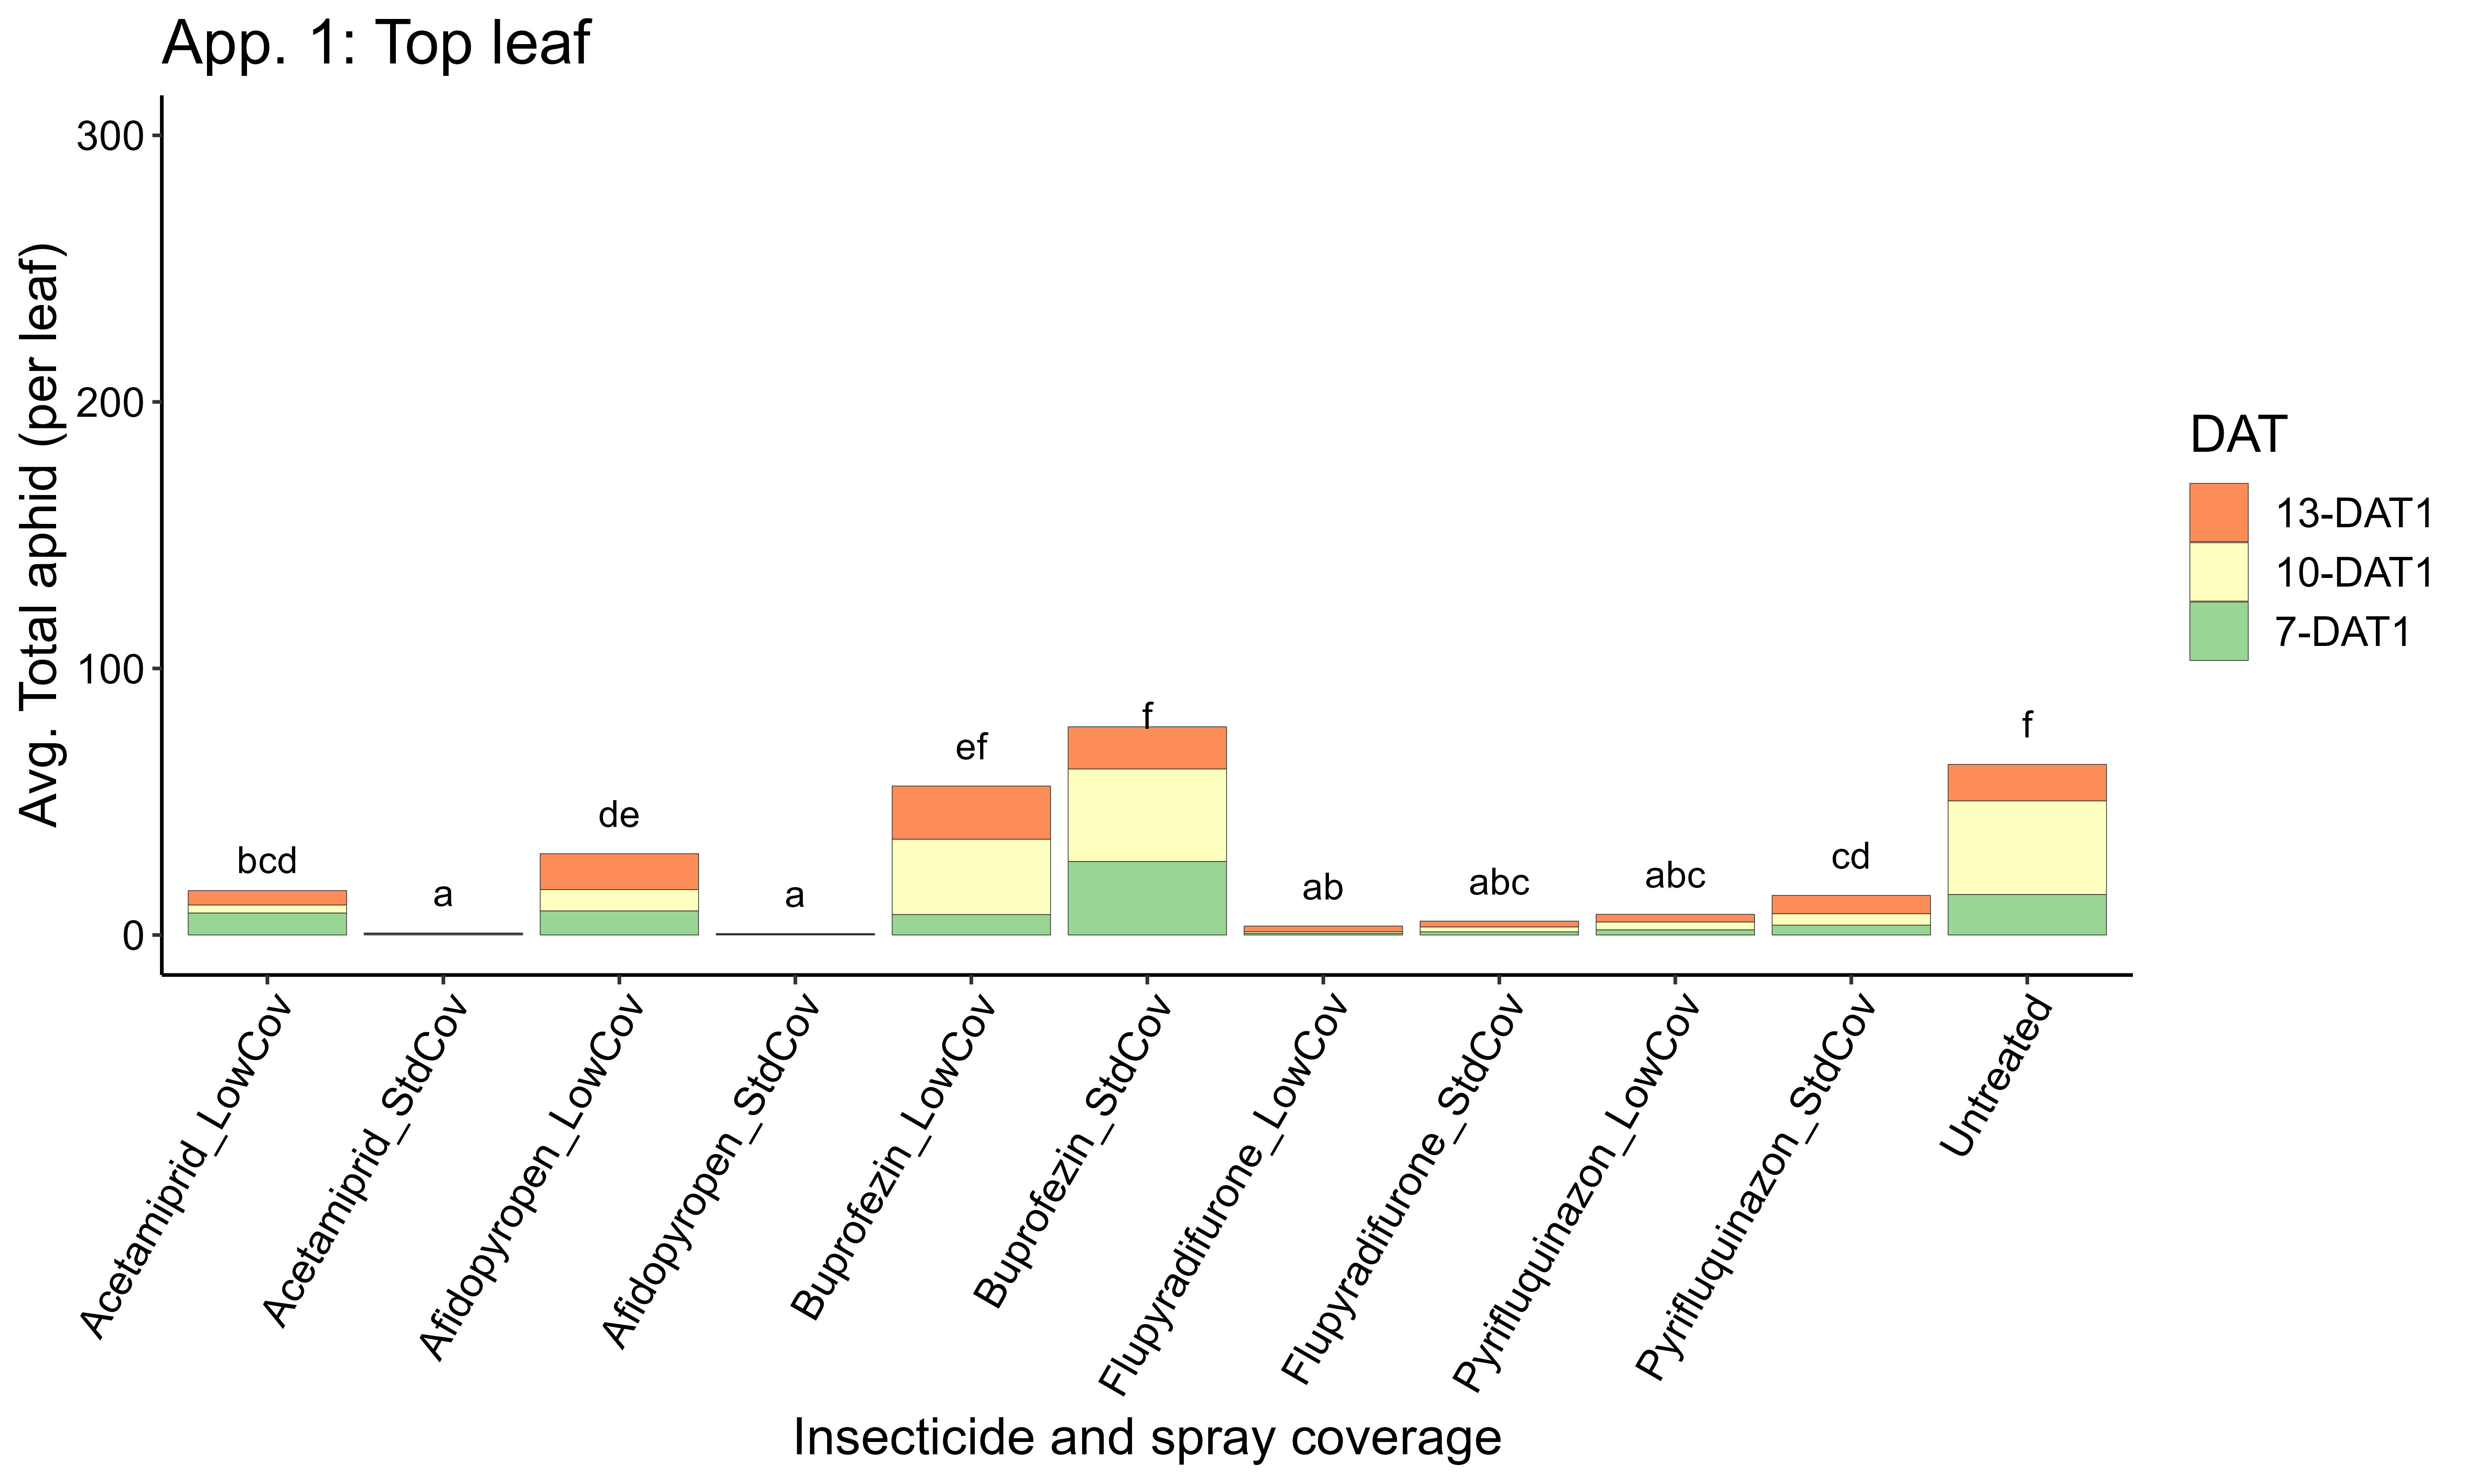 App. 1: Top leaf
Avg. Total aphid (per leaf)
300
200
100
0
bcd
a
de
a
ef
f
ab
abc
abc
cd
f
Acetamiprid_LowCov
Acetamiprid_StdCov
Afidopyropen_LowCov
Afidopyropen_StdCov
Buprofezin_LowCov
Buprofezin_StdCov
Flupyradifurone_LowCov
Flupyradifurone_StdCov
Pyrifluquinazon_LowCov
Pyrifluquinazon_StdCov
Untreated
Insecticide and spray coverage
DAT
13-DAT1
10-DAT1
7-DAT1